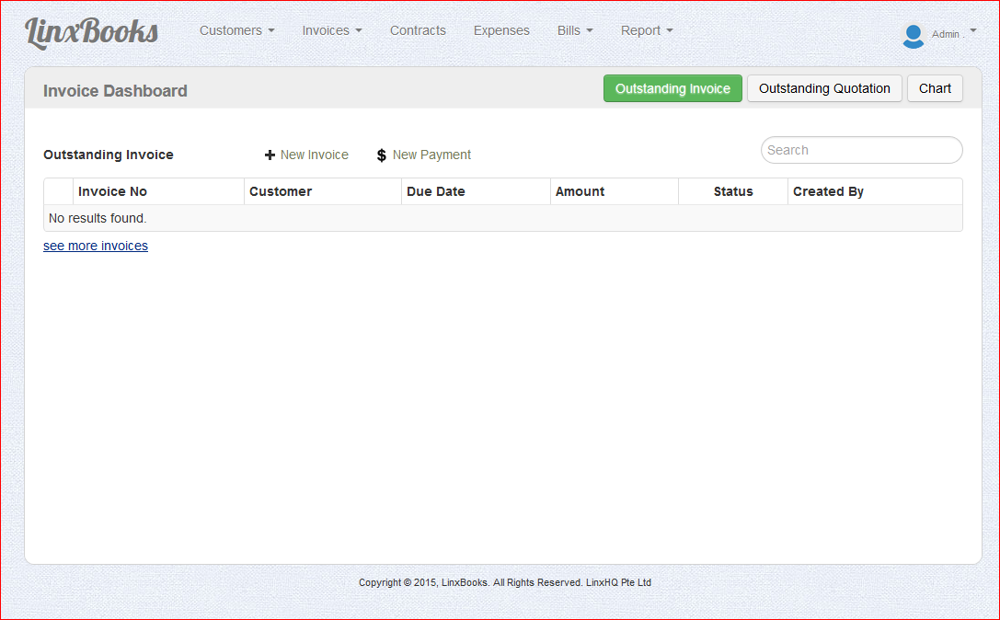 LinxBooks Customers Invoices Contracts Expenses Bills Report Admin .
Invoice Dashboard Outstanding Invoice Outstanding Quotation Chart
Outstanding Invoice New Invoice $ New Payment Search
Invoice No Customer Due Date Amount Status Created By
No results found.
see more invoices
Copyright © 2015, LinxBooks. All Rights Reserved. LinxHQ Pte Ltd